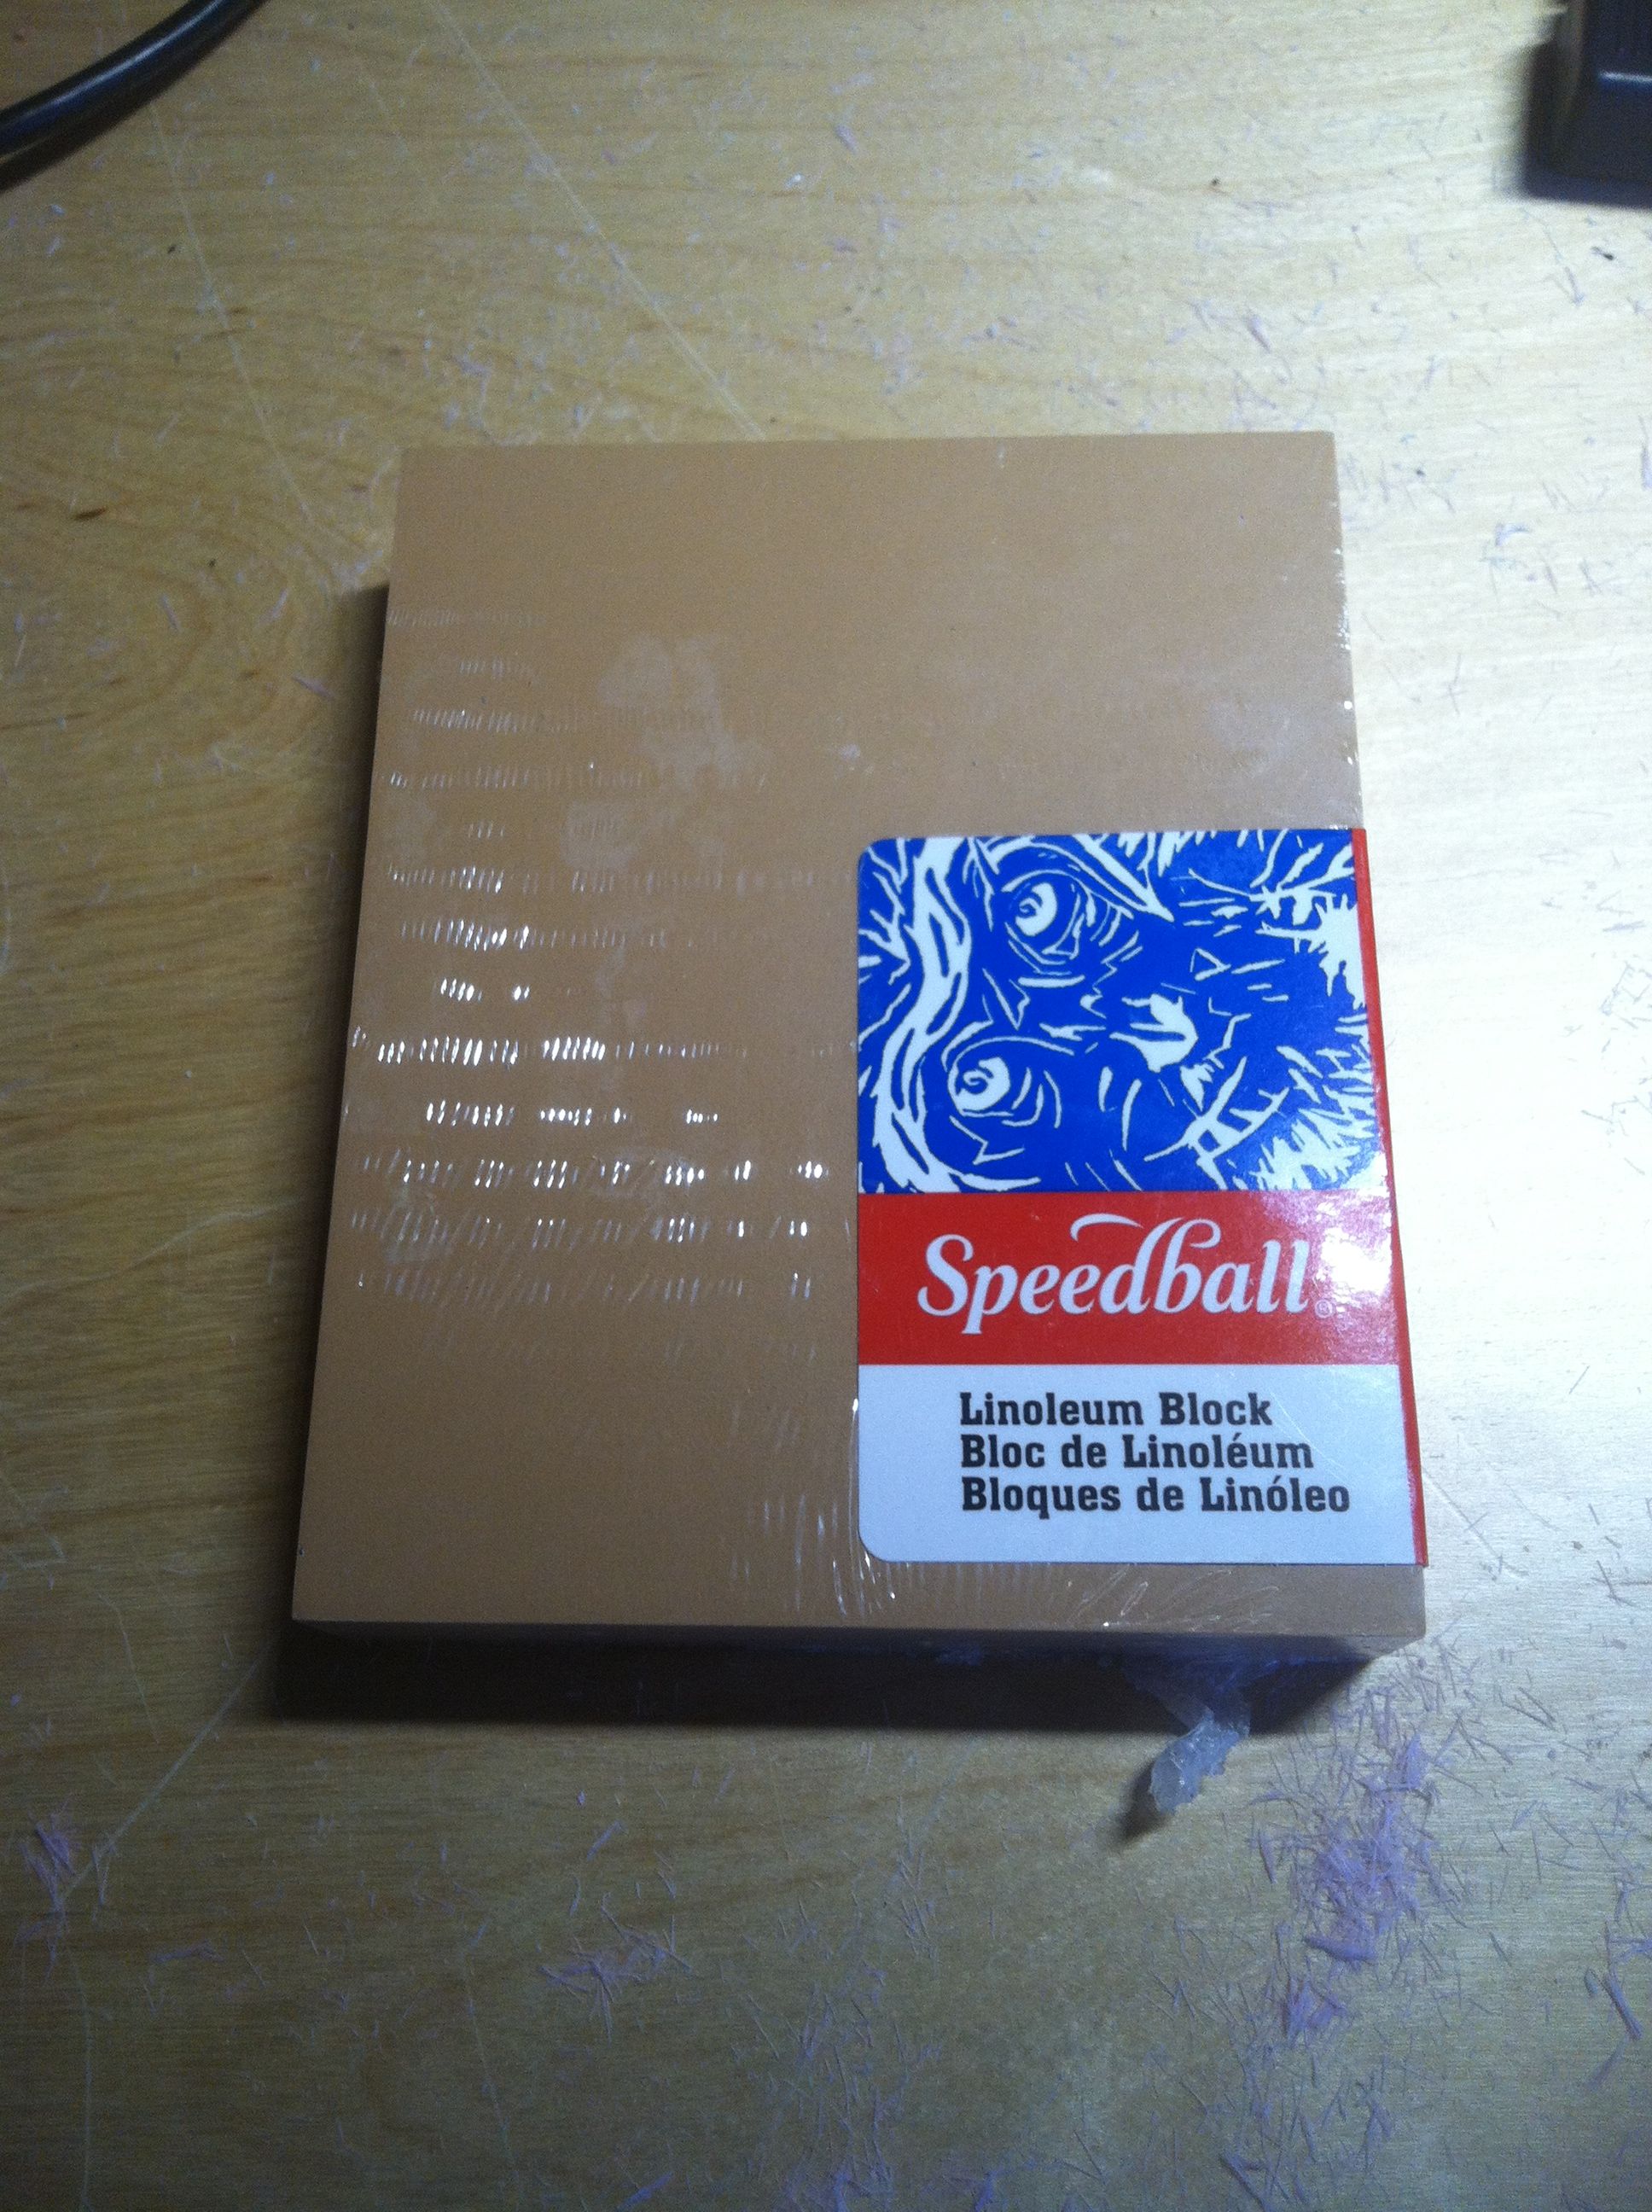 Speedball®
Linoleum Block
Bloc de Linoléum
Bloques de Linóleo